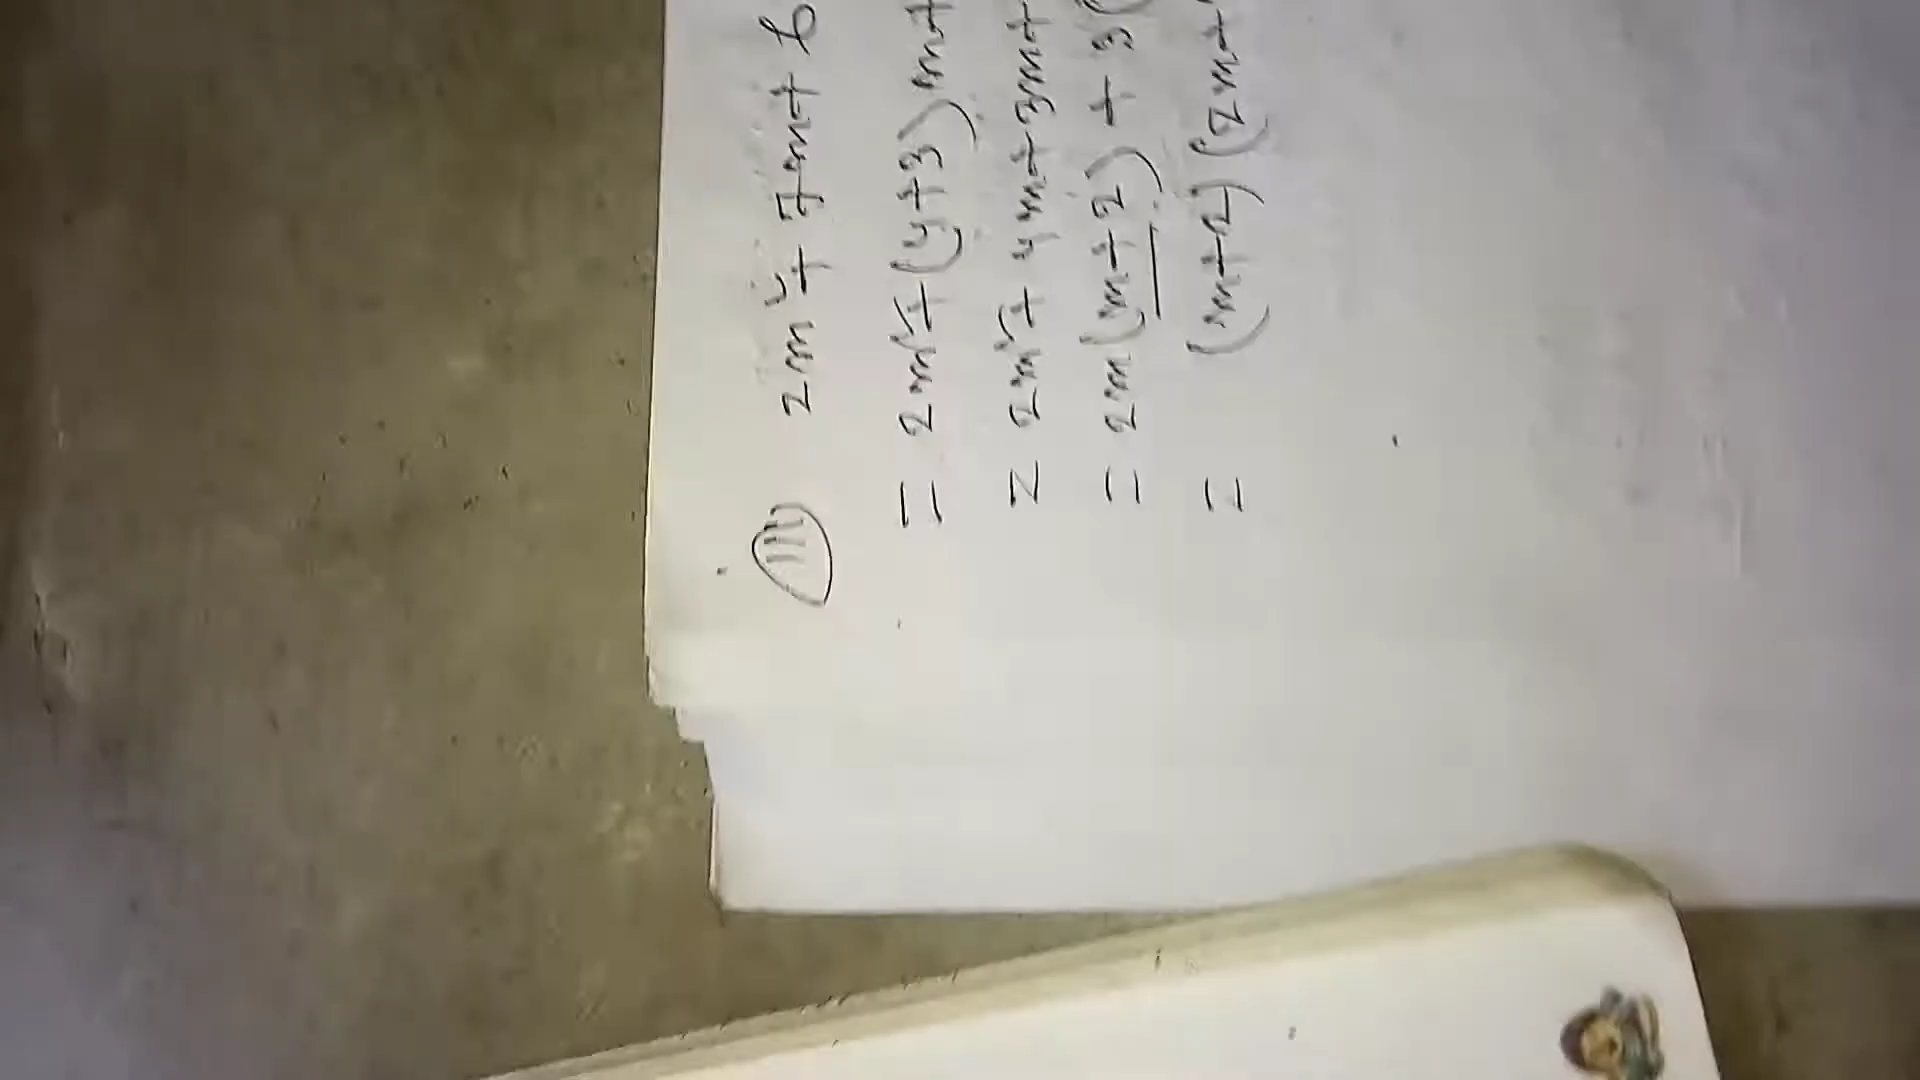 (III) 2m² + 7m + 6
= 2m² + (4+3)m +
= 2m² + 4m + 3m +
= 2m(m+2) + 3(
= (m+2)(2m+